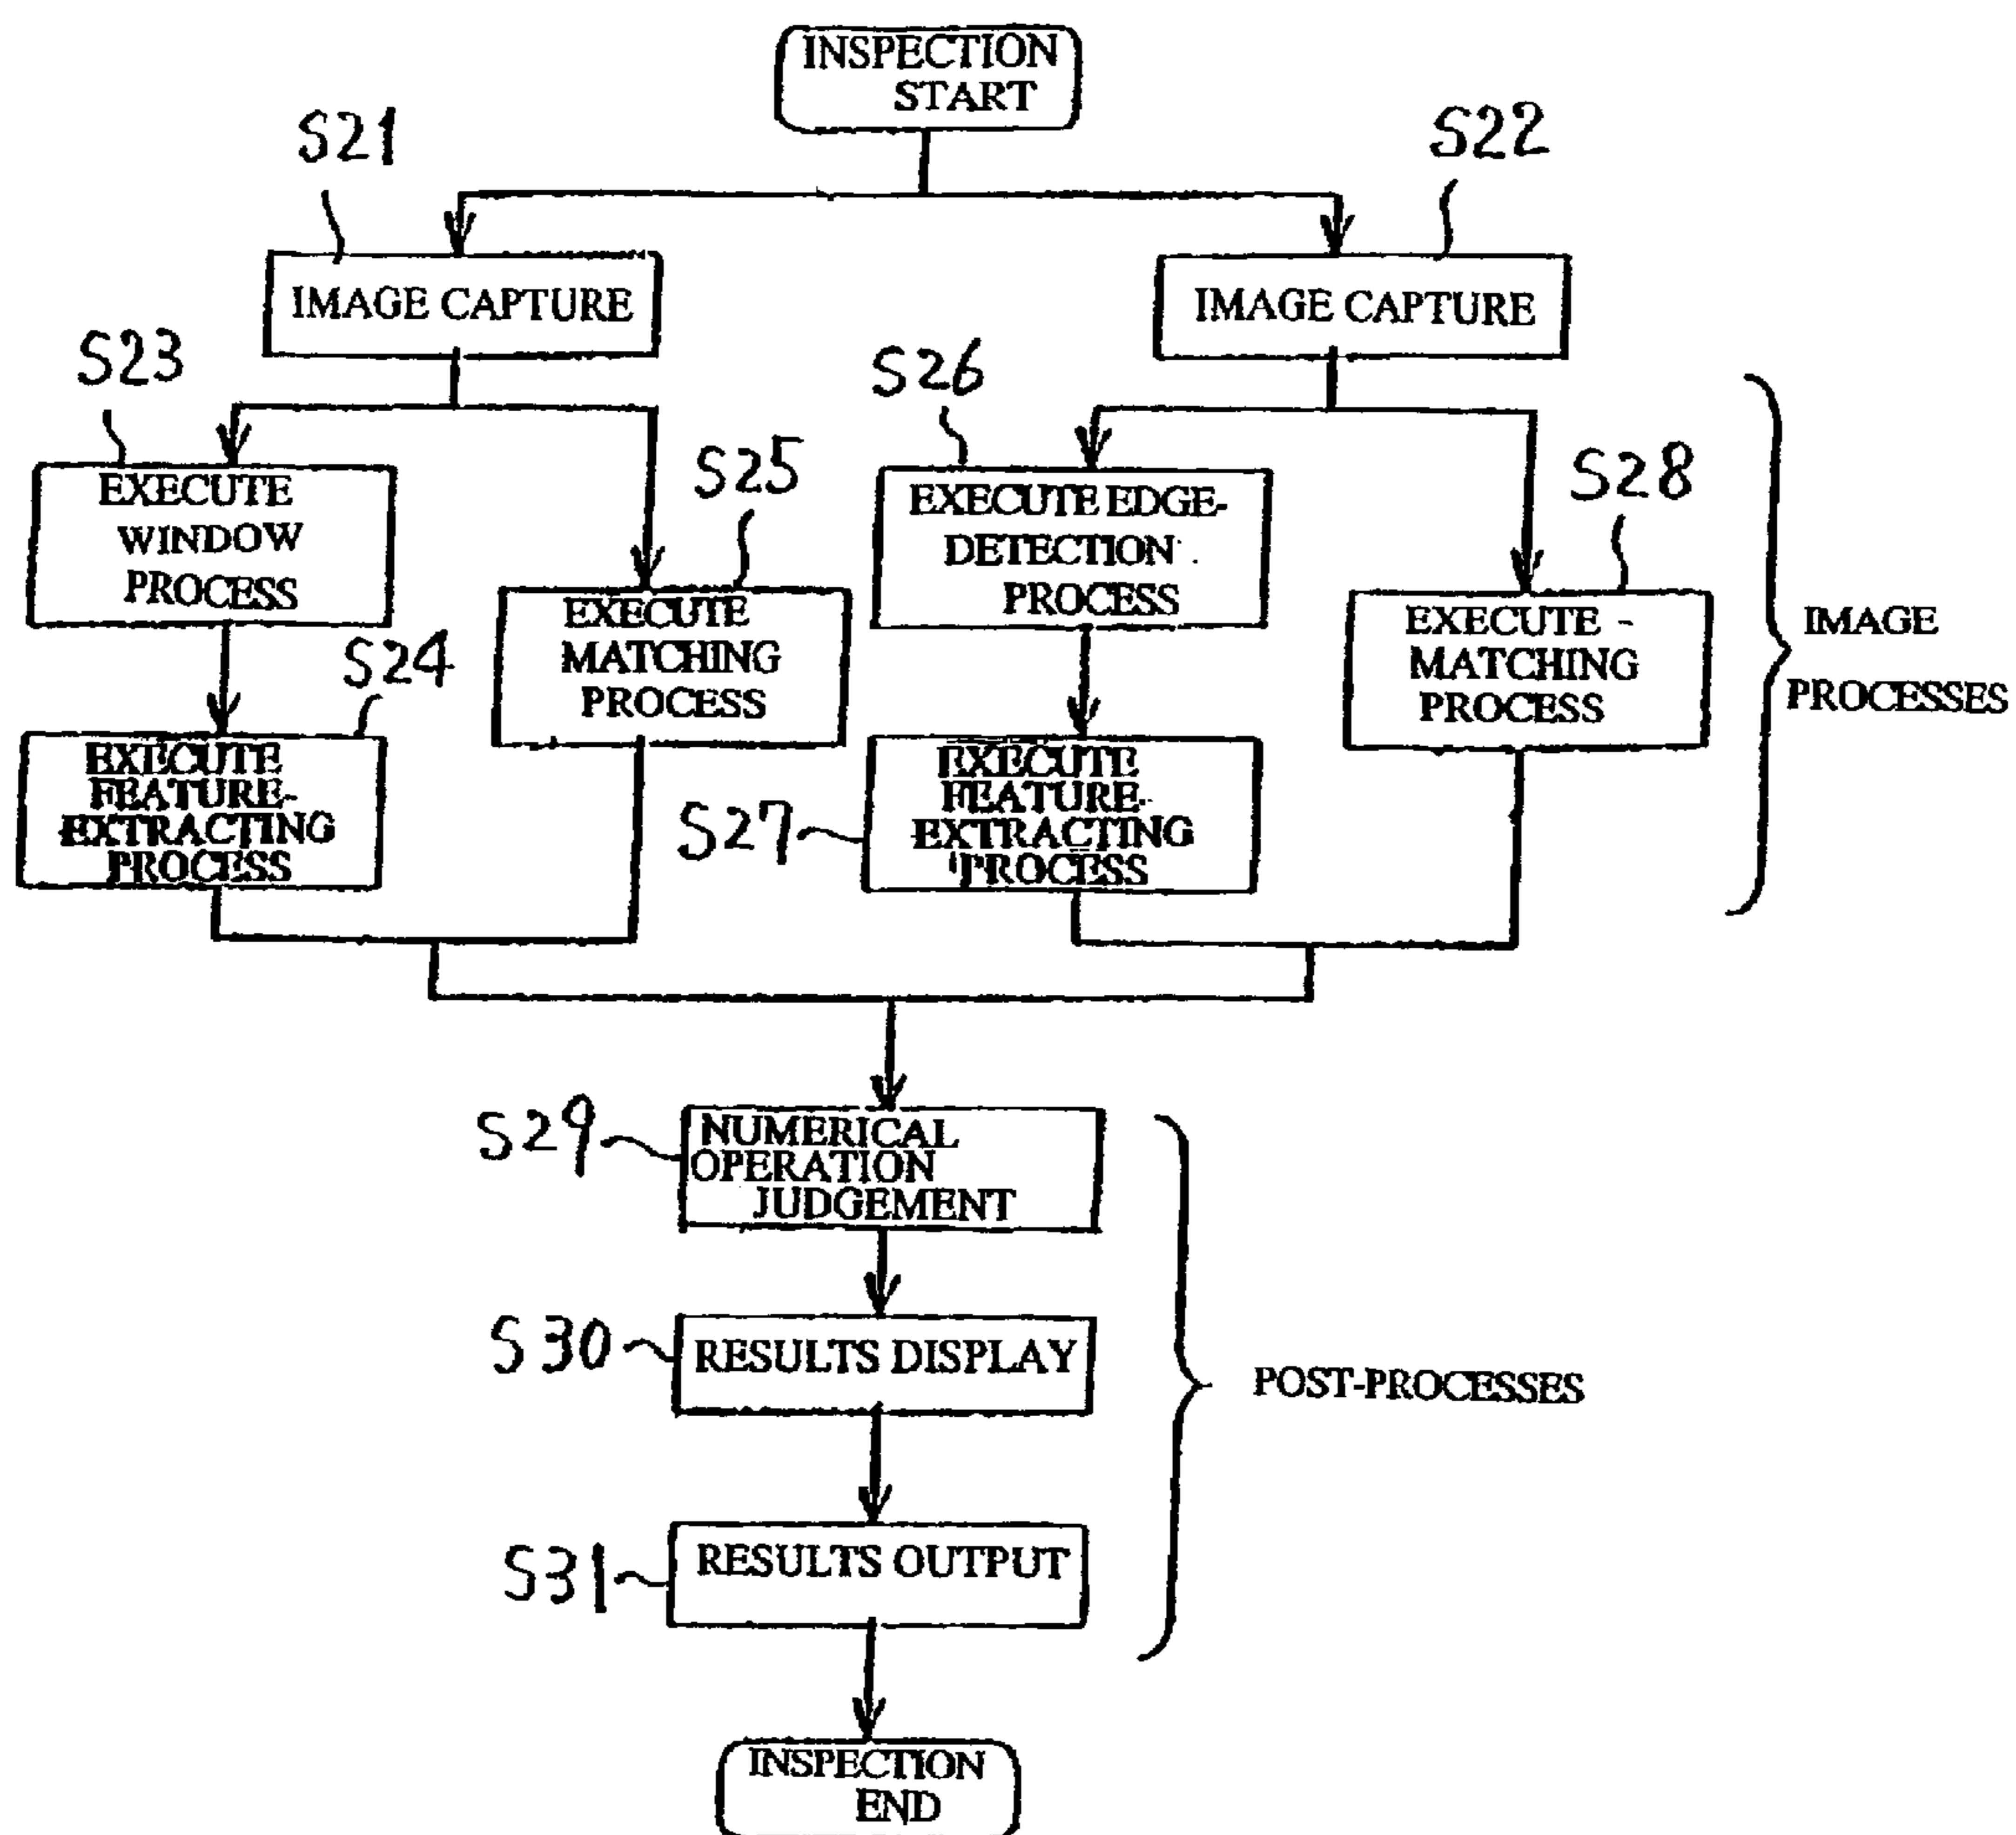 INSPECTION
START
S21
S22
IMAGE CAPTURE
IMAGE CAPTURE
S23
S26
EXECUTE
WINDOW
PROCESS
S25
EXECUTE EDGE-
DETECTION
PROCESS
S28
EXECUTE
MATCHING
PROCESS
EXECUTE -
MATCHING
PROCESS
IMAGE
PROCESSES
S24
EXECUTE
FEATURE-
EXTRACTING
PROCESS
S27
EXECUTE
FEATURE-
EXTRACTING
PROCESS
S29
NUMERICAL
OPERATION
JUDGEMENT
S30
RESULTS DISPLAY
POST-PROCESSES
S31
RESULTS OUTPUT
INSPECTION
END